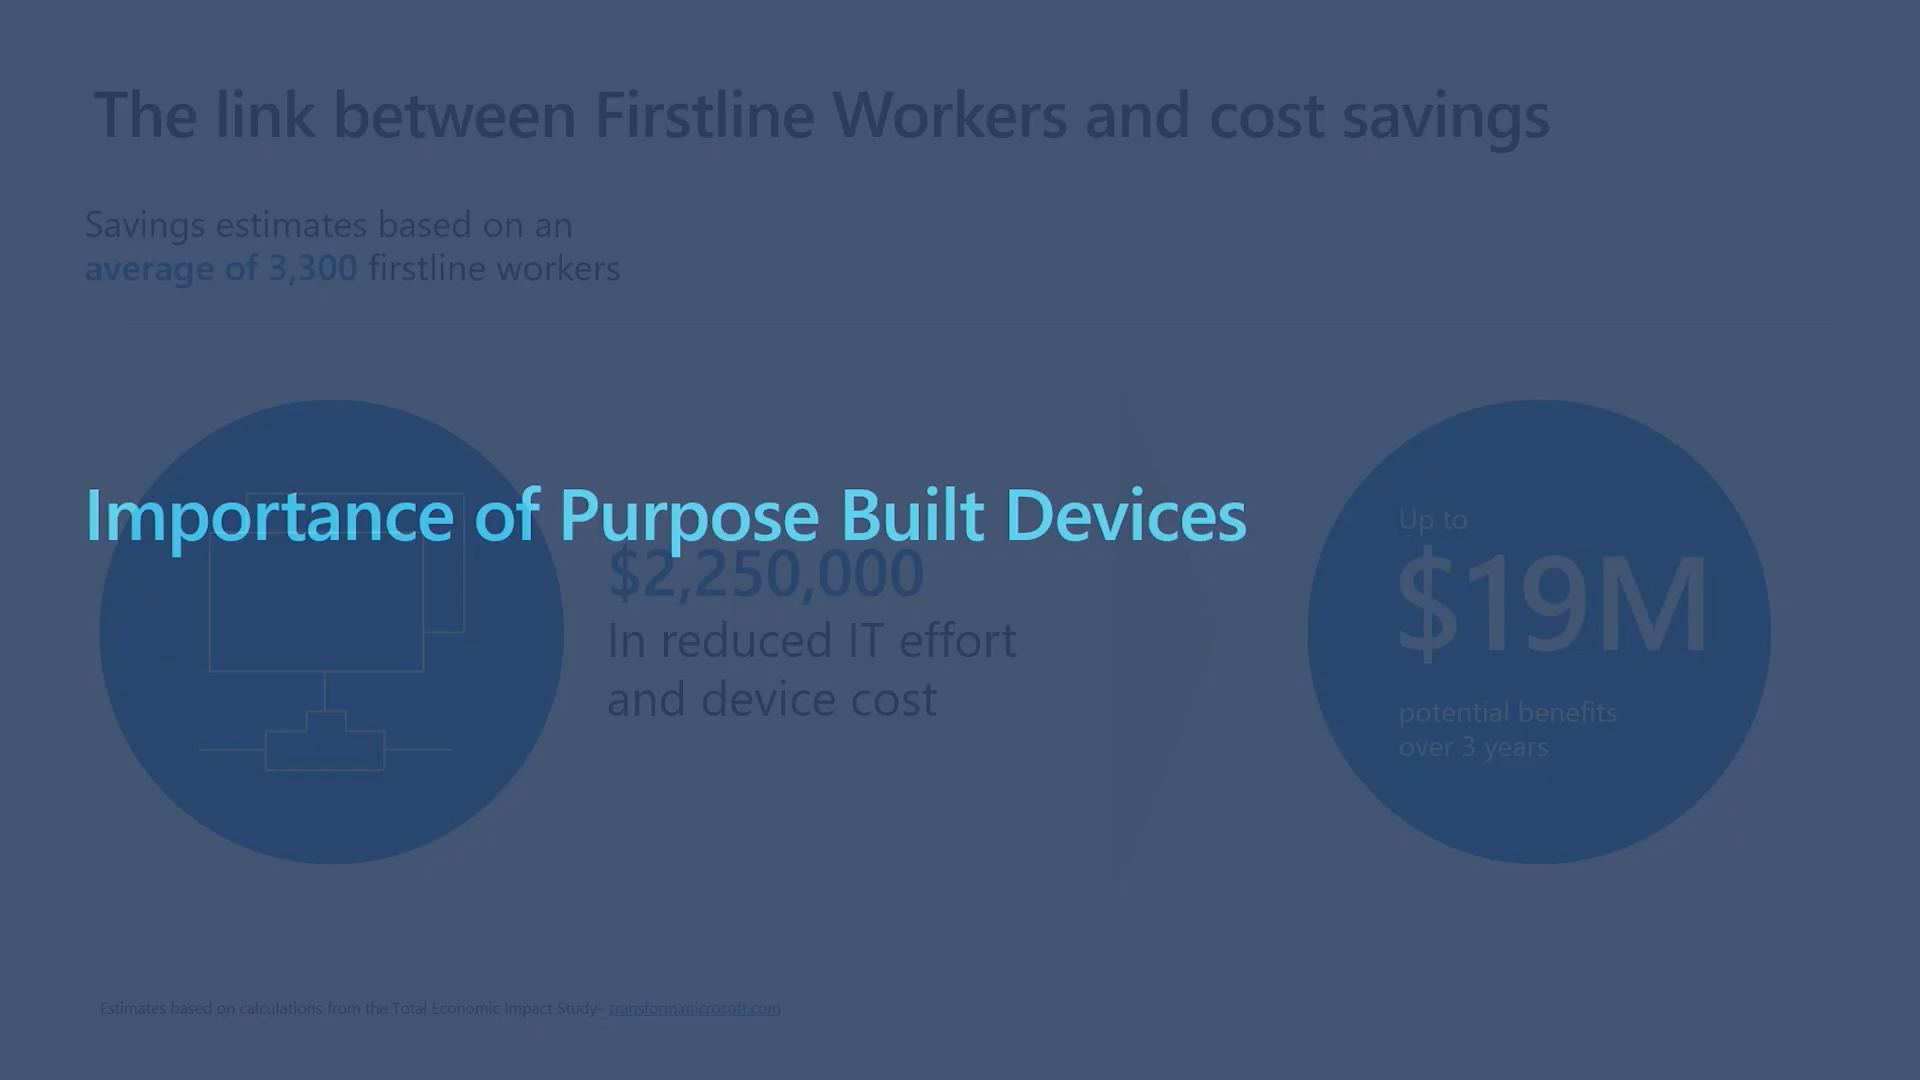 The link between Firstline Workers and cost savings
Savings estimates based on an
average of 3,300 firstline workers
Importance of Purpose Built Devices
$2,250,000
In reduced IT effort
and device cost
Up to
$19M
potential benefits
over 3 years
Estimates based on calculations from the Total Economic Impact Study– transform.microsoft.com